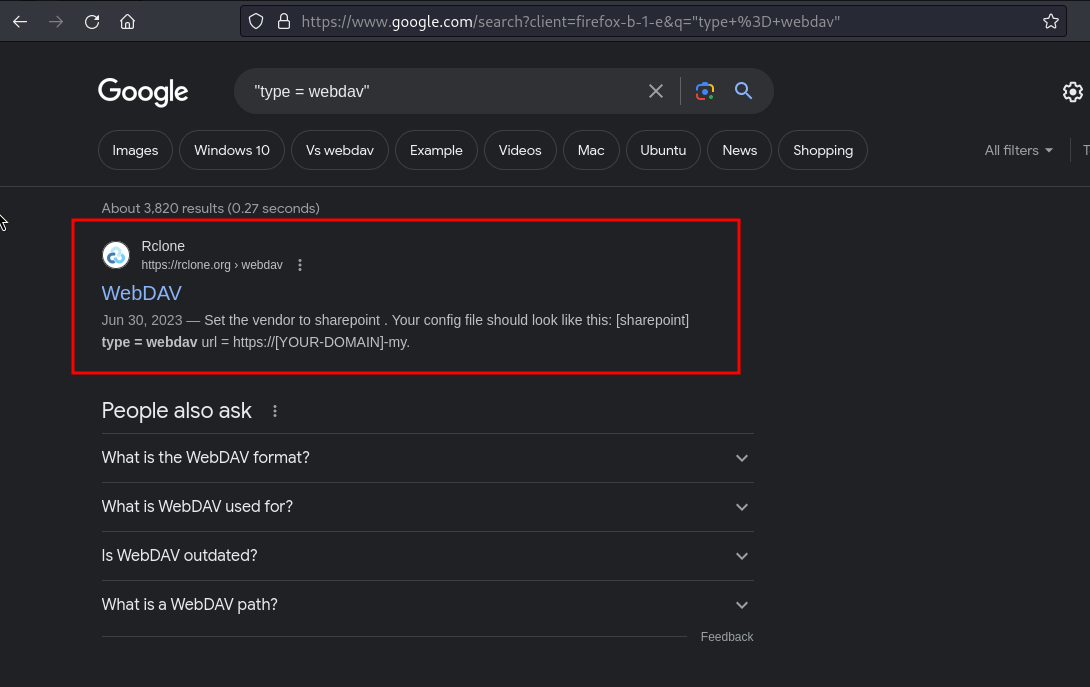 https://www.google.com/search?client=firefox-b-1-e&q="type+%3D+webdav"
Google
"type = webdav"
Images Windows 10 Vs webdav Example Videos Mac Ubuntu News Shopping All filters T
About 3,820 results (0.27 seconds)
Rclone
https://rclone.org › webdav
WebDAV
Jun 30, 2023 — Set the vendor to sharepoint . Your config file should look like this: [sharepoint]
type = webdav url = https://[YOUR-DOMAIN]-my.
People also ask
What is the WebDAV format?
What is WebDAV used for?
Is WebDAV outdated?
What is a WebDAV path?
Feedback